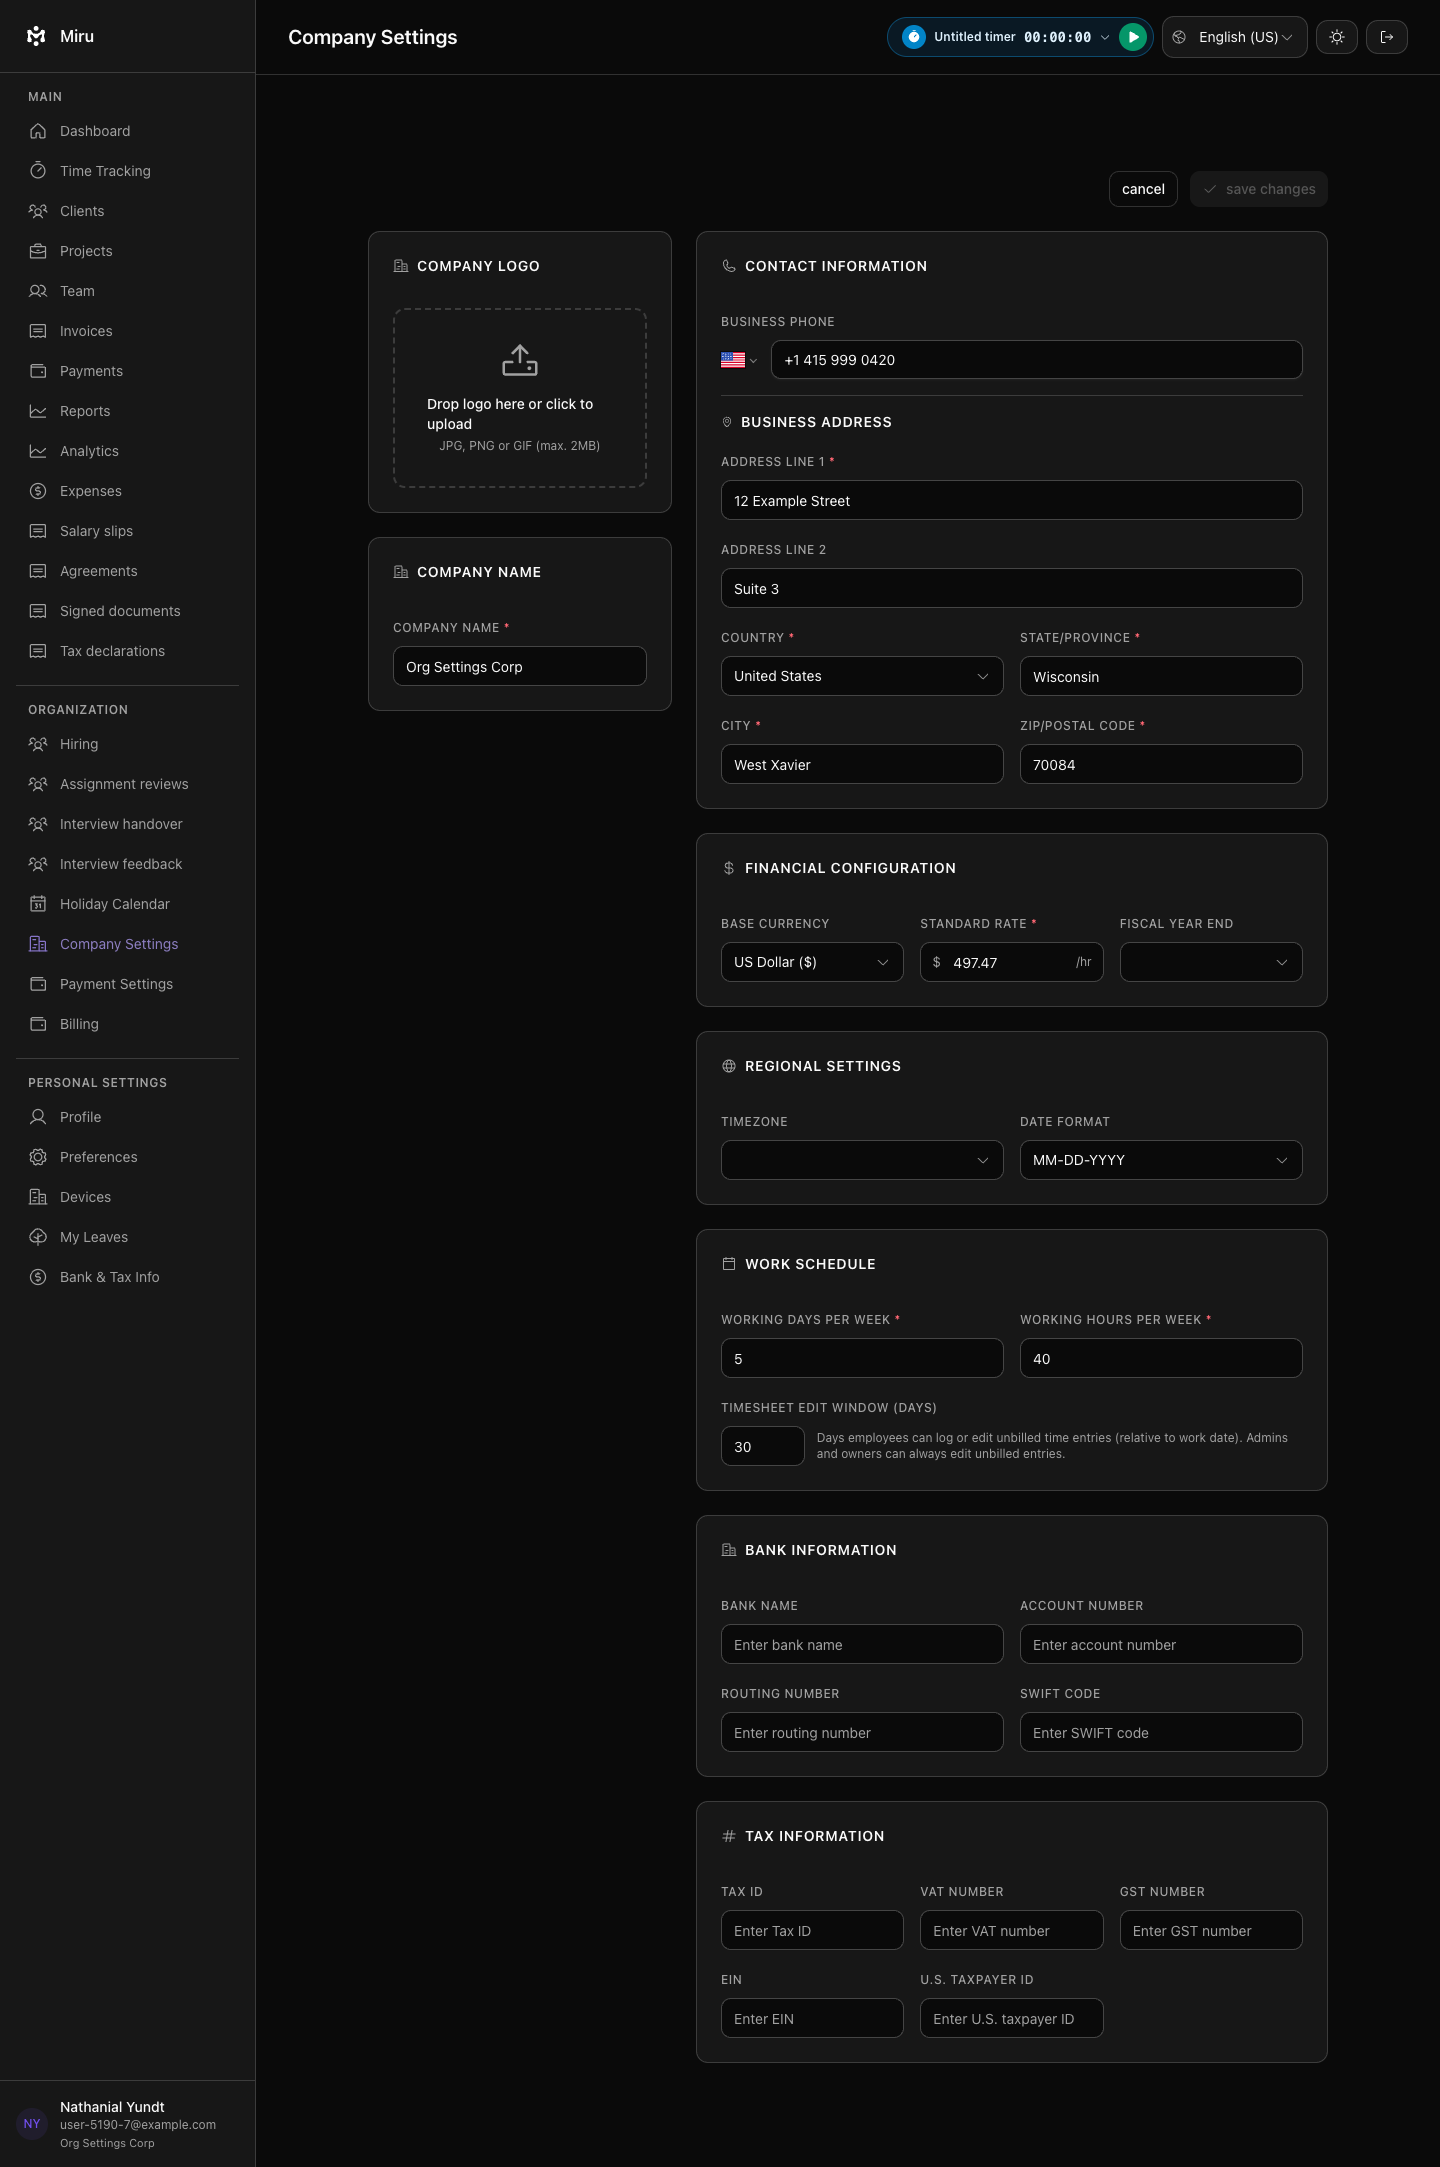 Miru
MAIN
Dashboard
Time Tracking
Clients
Projects
Team
Invoices
Payments
Reports
Analytics
Expenses
Salary slips
Agreements
Signed documents
Tax declarations
ORGANIZATION
Hiring
Assignment reviews
Interview handover
Interview feedback
Holiday Calendar
Company Settings
Payment Settings
Billing
PERSONAL SETTINGS
Profile
Preferences
Devices
My Leaves
Bank & Tax Info
NY
Nathanial Yundt
user-5190-7@example.com
Org Settings Corp
Company Settings
Untitled timer 00:00:00
English (US)
cancel
save changes
COMPANY LOGO
Drop logo here or click to
upload
JPG, PNG or GIF (max. 2MB)
COMPANY NAME
COMPANY NAME *
Org Settings Corp
CONTACT INFORMATION
BUSINESS PHONE
+1 415 999 0420
BUSINESS ADDRESS
ADDRESS LINE 1 *
12 Example Street
ADDRESS LINE 2
Suite 3
COUNTRY * STATE/PROVINCE *
United States Wisconsin
CITY * ZIP/POSTAL CODE *
West Xavier 70084
FINANCIAL CONFIGURATION
BASE CURRENCY STANDARD RATE * FISCAL YEAR END
US Dollar ($) $ 497.47 /hr
REGIONAL SETTINGS
TIMEZONE DATE FORMAT
MM-DD-YYYY
WORK SCHEDULE
WORKING DAYS PER WEEK * WORKING HOURS PER WEEK *
5 40
TIMESHEET EDIT WINDOW (DAYS)
30
Days employees can log or edit unbilled time entries (relative to work date). Admins
and owners can always edit unbilled entries.
BANK INFORMATION
BANK NAME ACCOUNT NUMBER
Enter bank name Enter account number
ROUTING NUMBER SWIFT CODE
Enter routing number Enter SWIFT code
TAX INFORMATION
TAX ID VAT NUMBER GST NUMBER
Enter Tax ID Enter VAT number Enter GST number
EIN U.S. TAXPAYER ID
Enter EIN Enter U.S. taxpayer ID